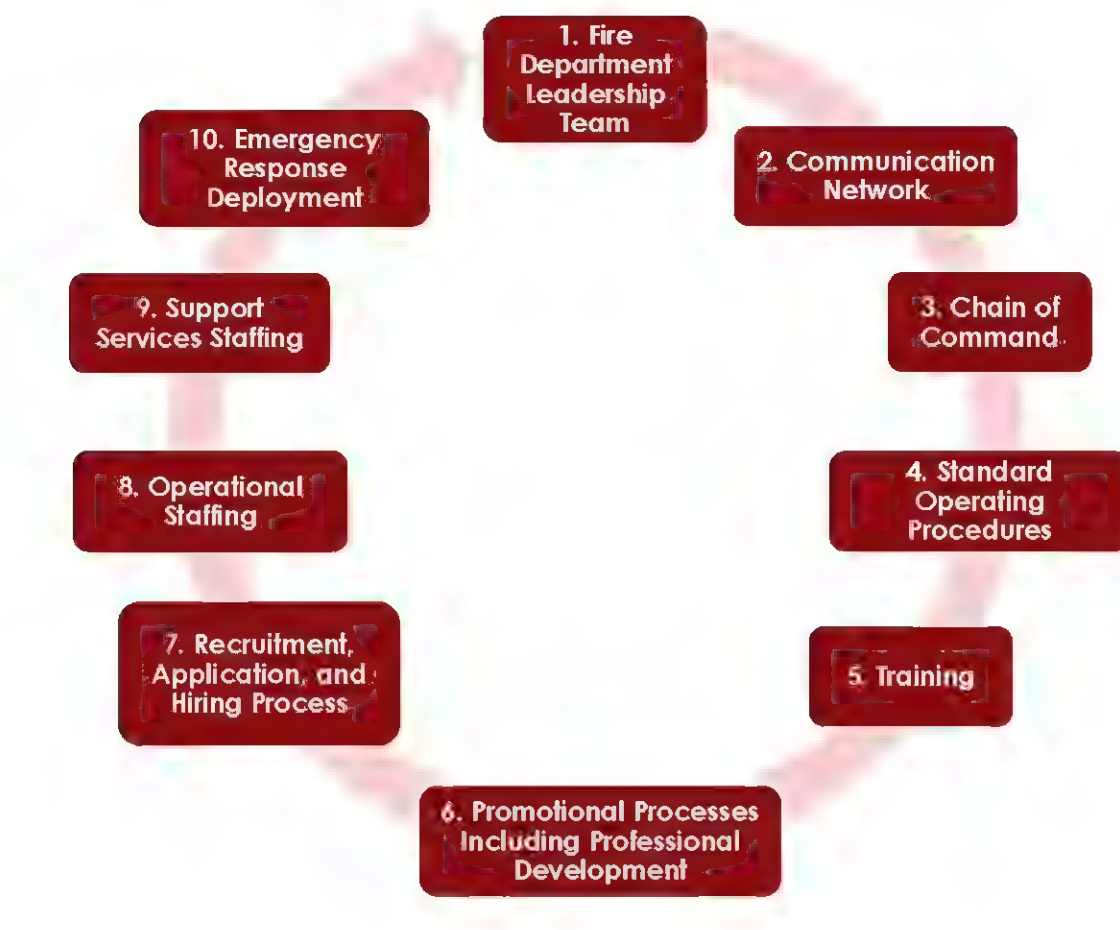 1. Fire
Department
Leadership
Team
2. Communication
Network
3. Chain of
Command
4. Standard
Operating
Procedures
5. Training
6. Promotional Processes
Including Professional
Development
7. Recruitment,
Application, and
Hiring Process
8. Operational
Staffing
9. Support
Services Staffing
10. Emergency
Response
Deployment